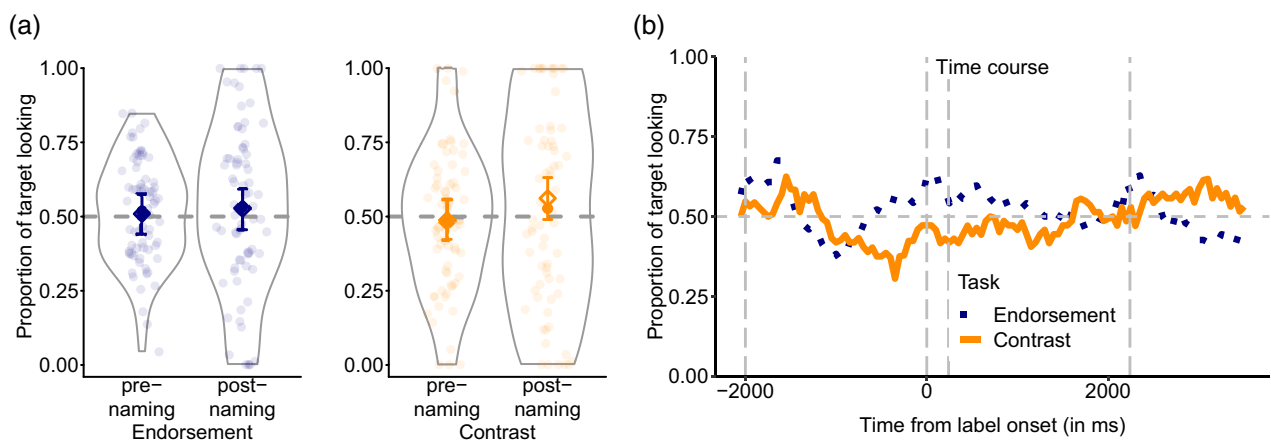 (a)
Proportion of target looking
1.00
0.75
0.50
0.25
0.00
pre-
naming
post-
naming
Endorsement
1.00
0.75
0.50
0.25
0.00
pre-
naming
post-
naming
Contrast
(b)
Proportion of target looking
1.00
0.75
0.50
0.25
0.00
Time course
Task
Endorsement
Contrast
−2000
0
2000
Time from label onset (in ms)